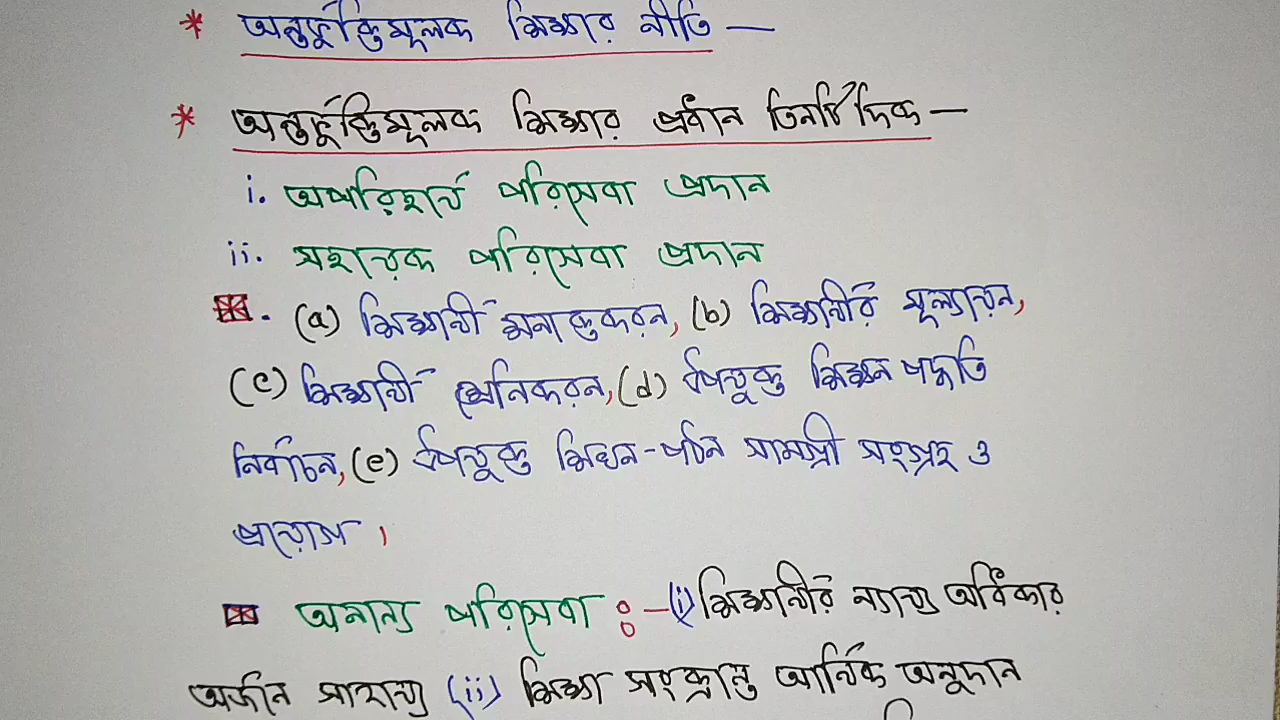 * অন্তর্ভুক্তিমূলক শিক্ষার নীতি —
* অন্তর্ভুক্তিমূলক শিক্ষার প্রধান তিনটি দিক —
i. অপরিহার্য পরিসেবা প্রদান
ii. সহায়ক পরিসেবা প্রদান
(a) শিক্ষার্থী শনাক্তকরন, (b) শিক্ষার্থীর মূল্যায়ন,
(c) শিক্ষার্থী শ্রেনিকরন, (d) উপযুক্ত শিক্ষন পদ্ধতি
নির্বাচন, (e) উপযুক্ত শিখন-পঠন সামগ্রী সংগ্রহ ও
প্রয়োগ ।
অনান্য পরিসেবা : – (i) শিক্ষার্থীর ন্যায্য অধিকার
অর্জনে সাহায্য (ii) শিক্ষা সংক্রান্ত আর্থিক অনুদান